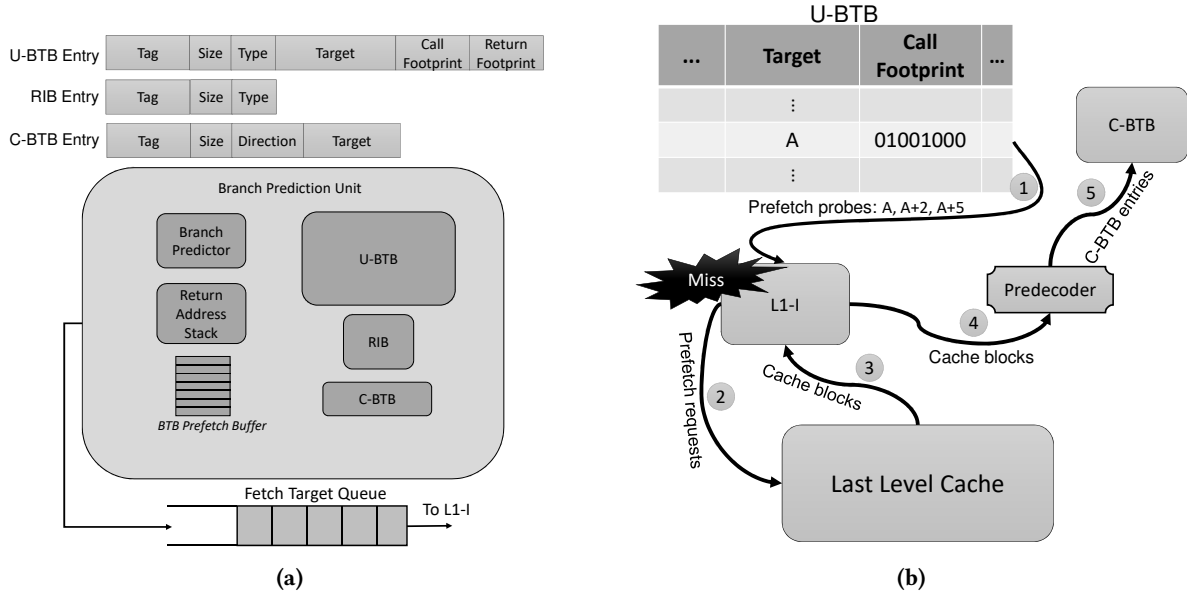 U-BTB Entry Tag Size Type Target Call Footprint Return Footprint
RIB Entry Tag Size Type
C-BTB Entry Tag Size Direction Target
Branch Prediction Unit
Branch
Predictor
U-BTB
Return
Address
Stack
RIB
C-BTB
BTB Prefetch Buffer
Fetch Target Queue
To L1-I
(a)
U-BTB
... Target Call Footprint ...
⋮
A 01001000
⋮
1
Prefetch probes: A, A+2, A+5
C-BTB
5
C-BTB entries
Miss
L1-I
Predecoder
4
Cache blocks
2
Prefetch requests
3
Cache blocks
Last Level Cache
(b)